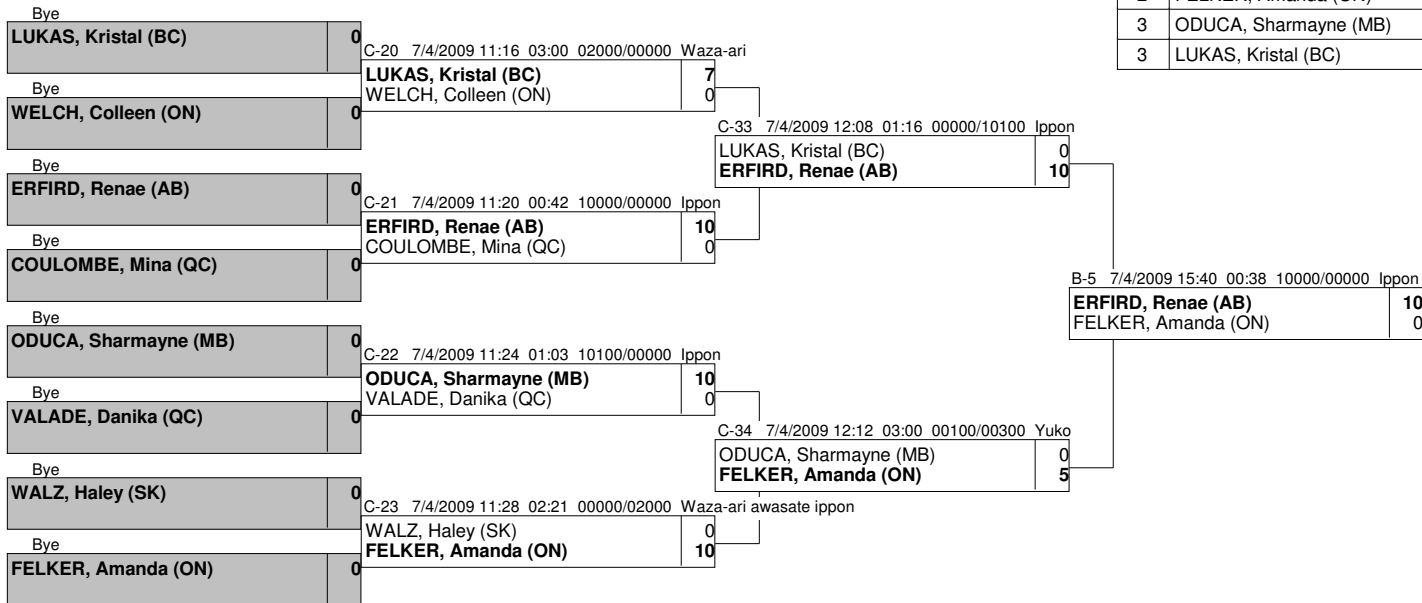 2 FELKER, Amanda (ON)
3 ODUCA, Sharmayne (MB)
3 LUKAS, Kristal (BC)
Bye
LUKAS, Kristal (BC) 0
Bye
WELCH, Colleen (ON) 0
Bye
ERFIRD, Renae (AB) 0
Bye
COULOMBE, Mina (QC) 0
Bye
ODUCA, Sharmayne (MB) 0
Bye
VALADE, Danika (QC) 0
Bye
WALZ, Haley (SK) 0
Bye
FELKER, Amanda (ON) 0
C-20 7/4/2009 11:16 03:00 02000/00000 Waza-ari
LUKAS, Kristal (BC) 7
WELCH, Colleen (ON) 0
C-21 7/4/2009 11:20 00:42 10000/00000 Ippon
ERFIRD, Renae (AB) 10
COULOMBE, Mina (QC) 0
C-22 7/4/2009 11:24 01:03 10100/00000 Ippon
ODUCA, Sharmayne (MB) 10
VALADE, Danika (QC) 0
C-23 7/4/2009 11:28 02:21 00000/02000 Waza-ari awasate ippon
WALZ, Haley (SK) 0
FELKER, Amanda (ON) 10
C-33 7/4/2009 12:08 01:16 00000/10100 Ippon
LUKAS, Kristal (BC) 0
ERFIRD, Renae (AB) 10
C-34 7/4/2009 12:12 03:00 00100/00300 Yuko
ODUCA, Sharmayne (MB) 0
FELKER, Amanda (ON) 5
B-5 7/4/2009 15:40 00:38 10000/00000 Ippon
ERFIRD, Renae (AB) 10
FELKER, Amanda (ON) 0